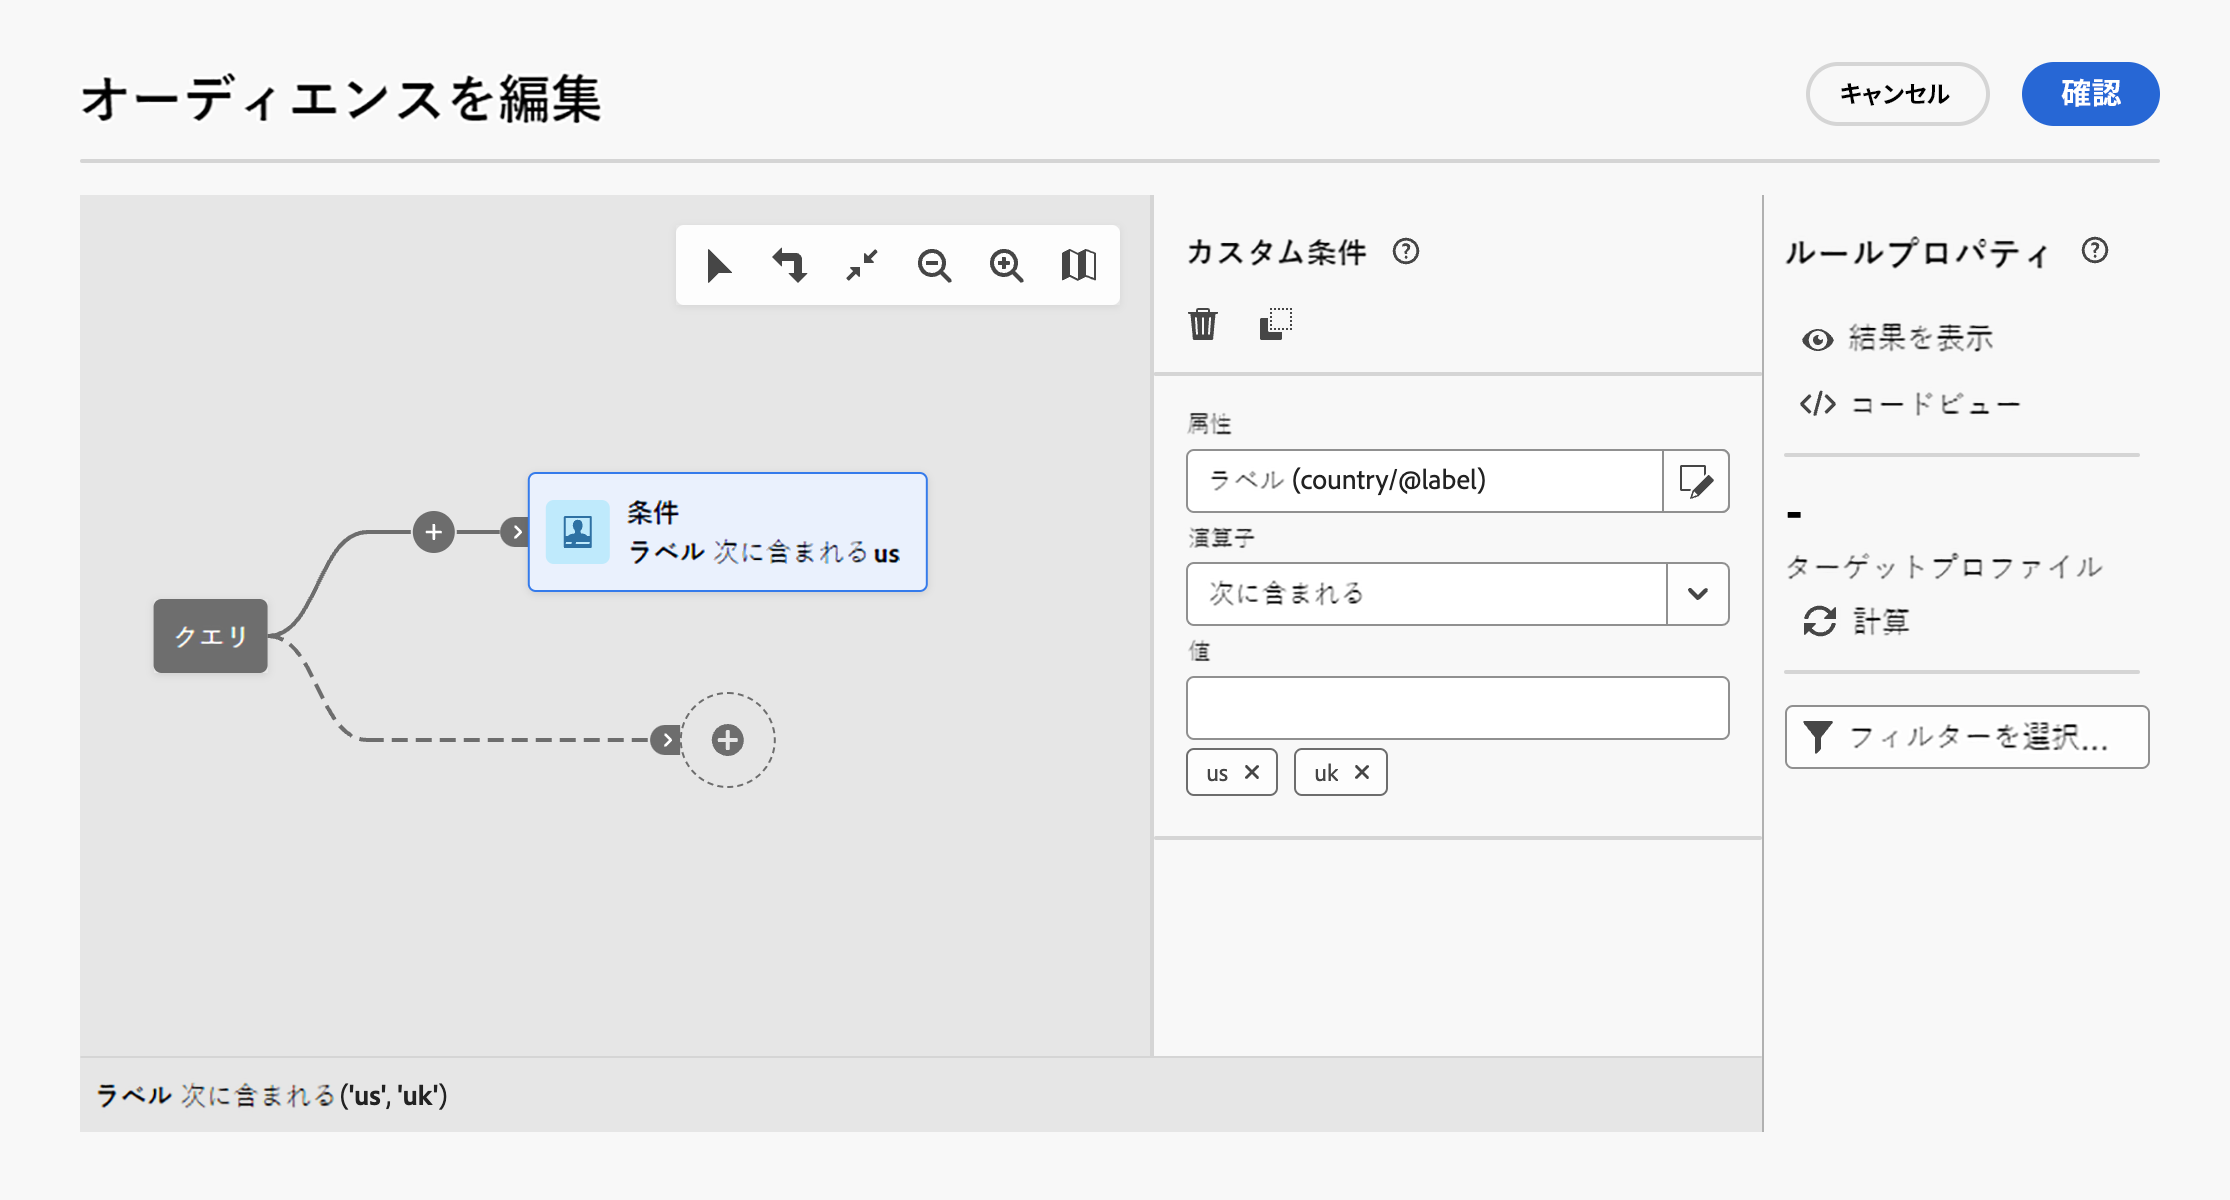 オーディエンスを編集
キャンセル
確認
カスタム条件
ルールプロパティ
結果を表示
コードビュー
属性
ラベル (country/@label)
演算子
次に含まれる
値
us
uk
条件
ラベル 次に含まれる us
クエリ
-
ターゲットプロファイル
計算
フィルターを選択...
ラベル 次に含まれる ('us', 'uk')